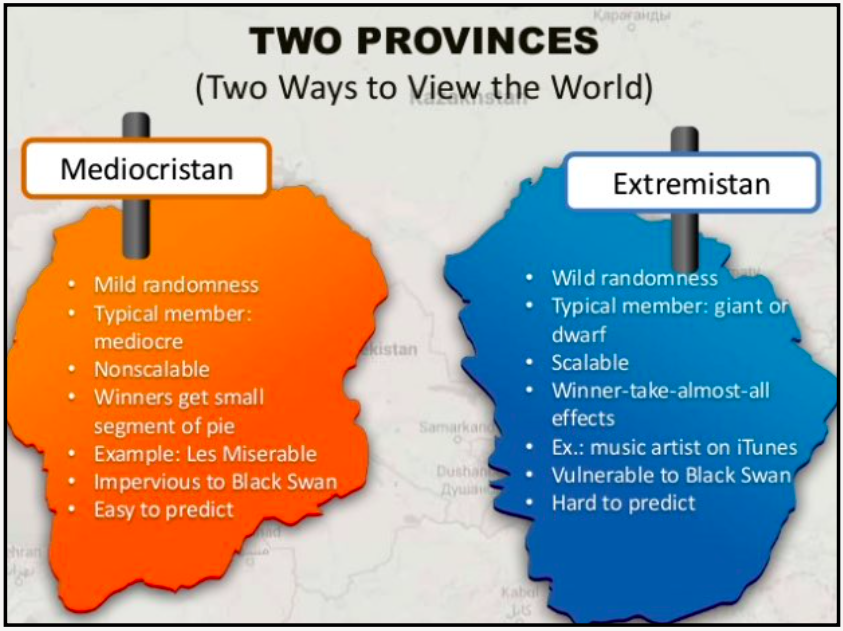 TWO PROVINCES
(Two Ways to View the World)
Караганды
Kazakhstan
Mediocristan
Extremistan
• Mild randomness
• Typical member:
mediocre
• Nonscalable
• Winners get small
segment of pie
• Example: Les Miserable
• Impervious to Black Swan
• Easy to predict
• Wild randomness
• Typical member: giant or
dwarf
• Scalable
• Winner-take-almost-all
effects
• Ex.: music artist on iTunes
• Vulnerable to Black Swan
• Hard to predict
ekistan
Samarkand
Dushan
Душан
Kabul